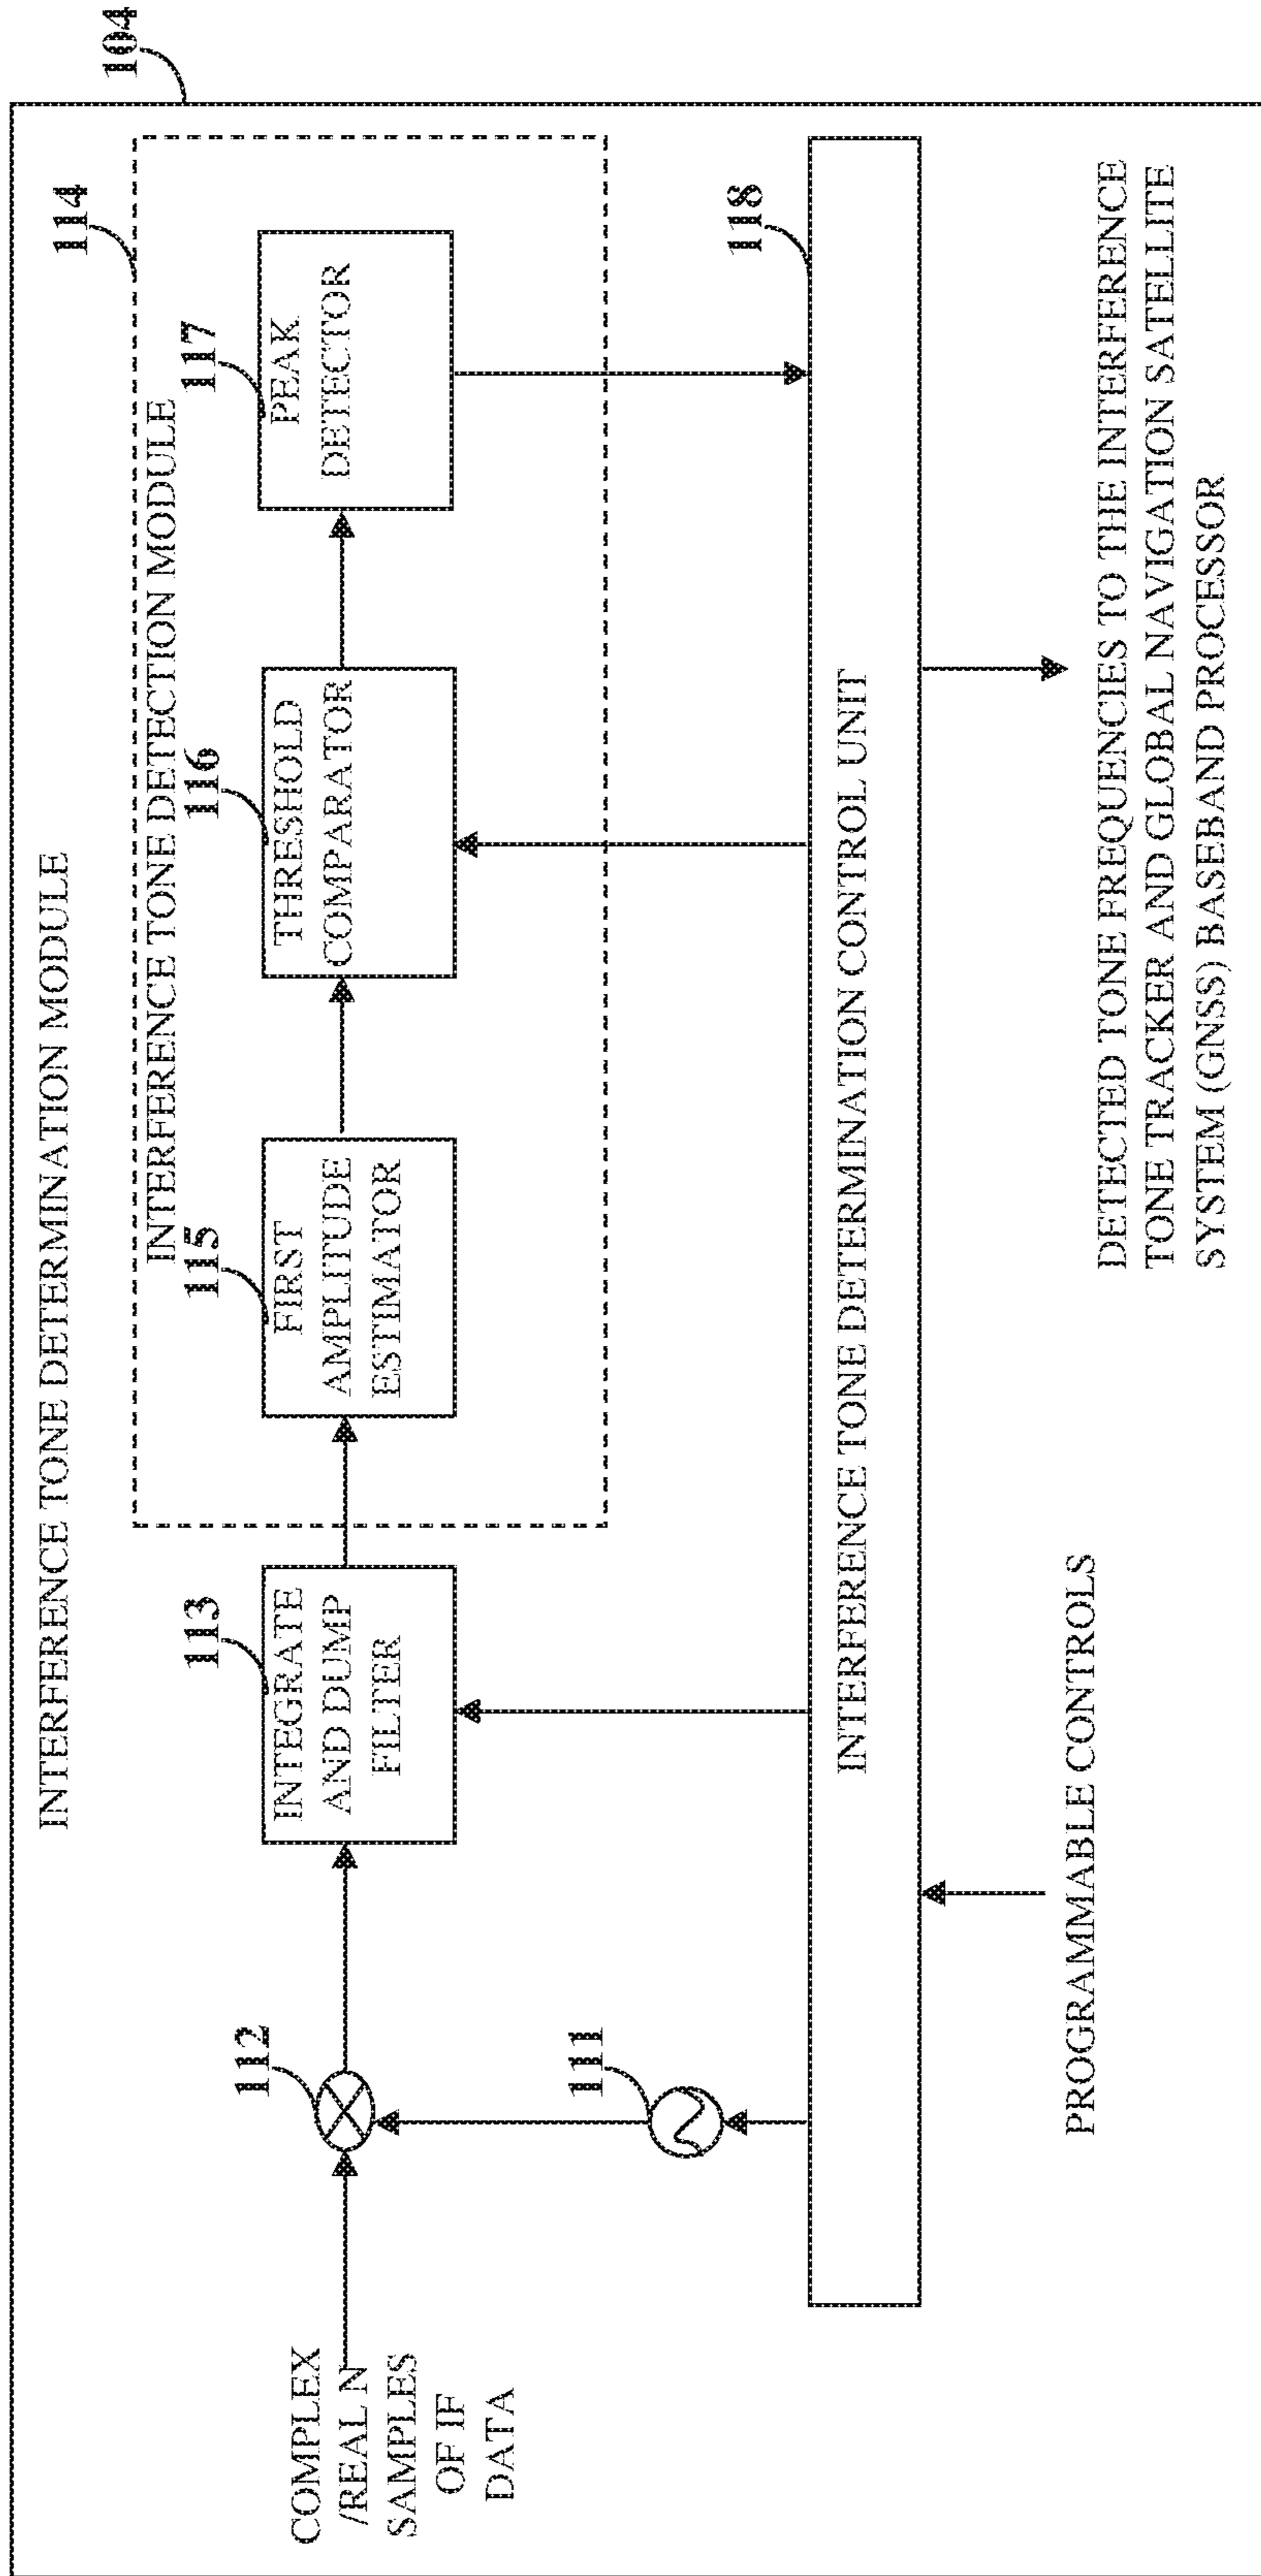 104
INTERFERENCE TONE DETERMINATION MODULE
114
INTERFERENCE TONE DETECTION MODULE
112
113
INTEGRATE
AND DUMP
FILTER
115
FIRST
AMPLITUDE
ESTIMATOR
116
THRESHOLD
COMPARATOR
117
PEAK
DETECTOR
COMPLEX
/REAL N
SAMPLES
OF IF
DATA
111
118
INTERFERENCE TONE DETERMINATION CONTROL UNIT
PROGRAMMABLE CONTROLS
DETECTED TONE FREQUENCIES TO THE INTERFERENCE
TONE TRACKER AND GLOBAL NAVIGATION SATELLITE
SYSTEM (GNSS) BASEBAND PROCESSOR